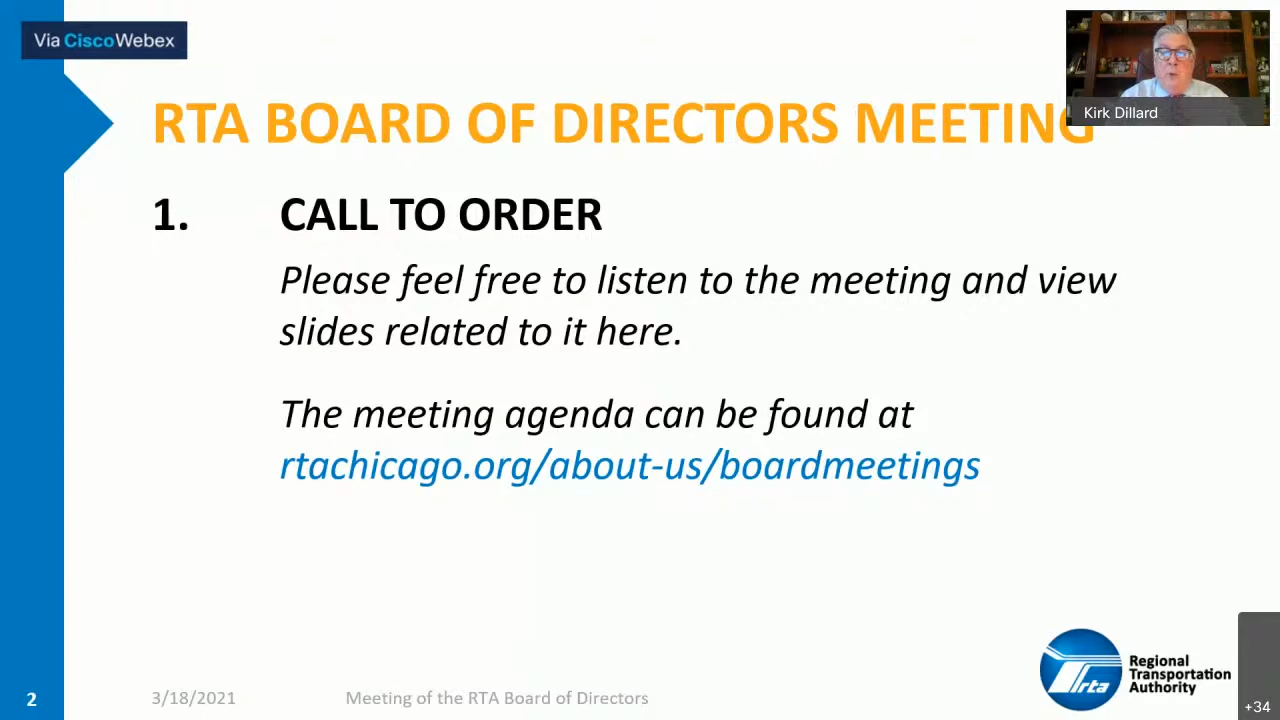 Via CiscoWebex
Kirk Dillard
RTA BOARD OF DIRECTORS MEETING
1. CALL TO ORDER
Please feel free to listen to the meeting and view
slides related to it here.
The meeting agenda can be found at
rtachicago.org/about-us/boardmeetings
rta
Regional
Transportation
Authority
2 3/18/2021 Meeting of the RTA Board of Directors
+34